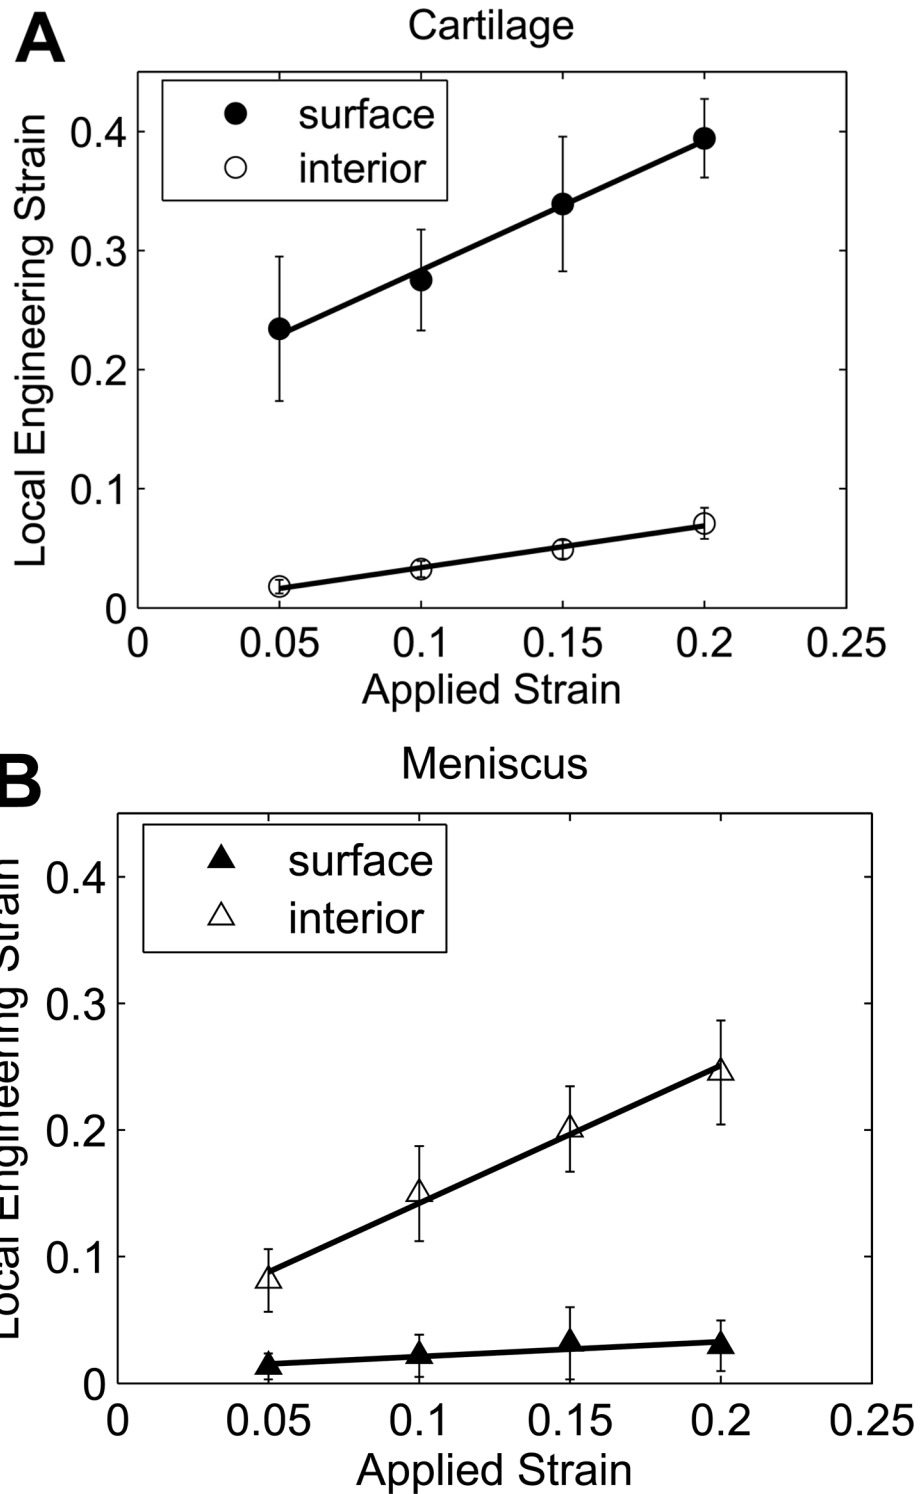 A
Cartilage
surface
interior
Local Engineering Strain
0.4
0.3
0.2
0.1
0
0 0.05 0.1 0.15 0.2 0.25
Applied Strain
B
Meniscus
surface
interior
Local Engineering Strain
0.4
0.3
0.2
0.1
0
0 0.05 0.1 0.15 0.2 0.25
Applied Strain